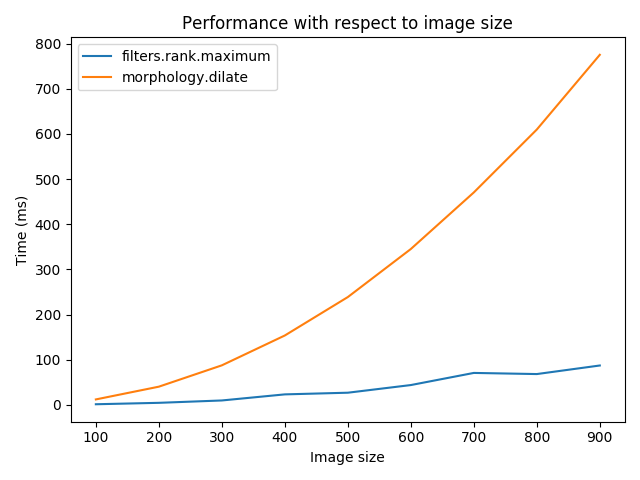 Performance with respect to image size
filters.rank.maximum
morphology.dilate
Time (ms)
800
700
600
500
400
300
200
100
0
100 200 300 400 500 600 700 800 900
Image size